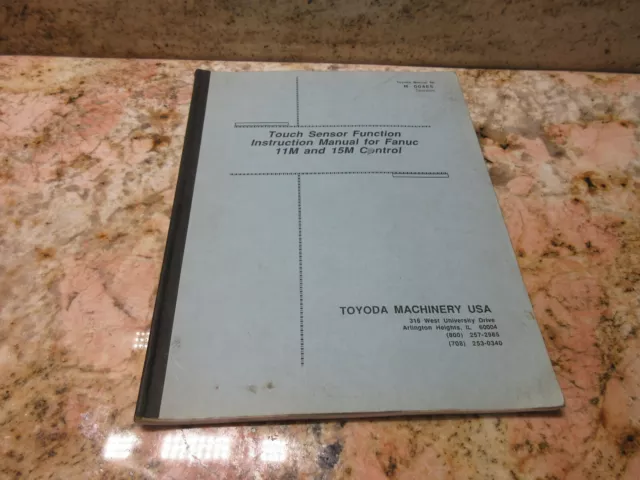 Touch Sensor Function
Instruction Manual for Fanuc
11M and 15M Control
TOYODA MACHINERY USA
316 West University Drive
Arlington Heights, IL 60004
(800) 257-2985
(708) 253-0340